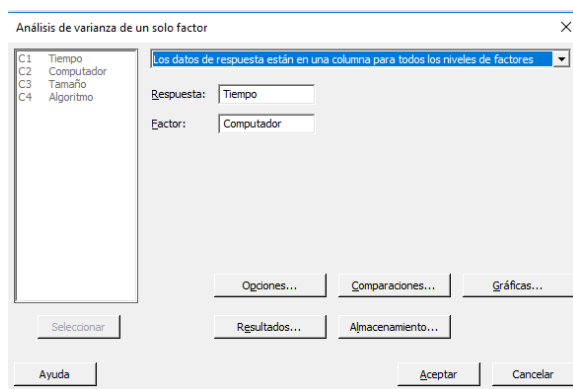 Análisis de varianza de un solo factor
C1 Tiempo
C2 Computador
C3 Tamaño
C4 Algoritmo
Los datos de respuesta están en una columna para todos los niveles de factores
Respuesta: Tiempo
Factor: Computador
Opciones... Comparaciones... Gráficas...
Seleccionar Resultados... Almacenamiento...
Ayuda Aceptar Cancelar